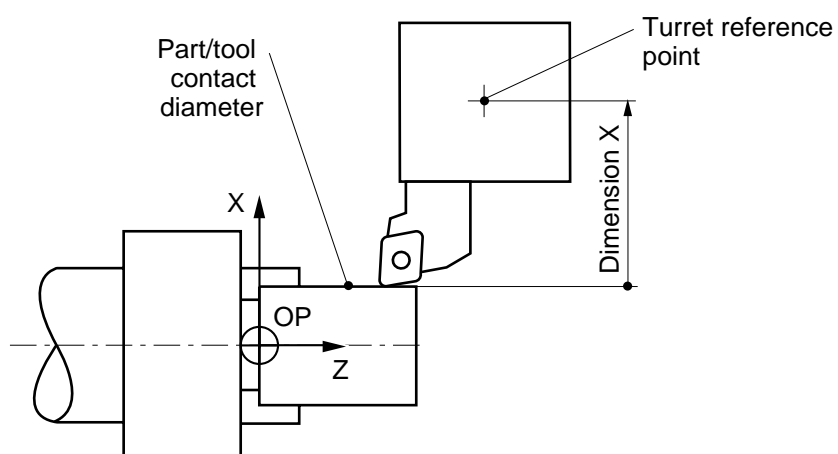 Part/tool
contact
diameter
Turret reference
point
Dimension X
X
OP
Z